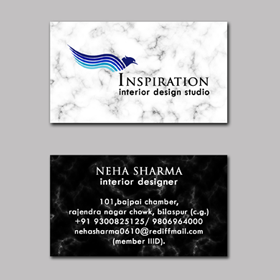 INSPIRATION
interior design studio
NEHA SHARMA
interior designer
101,bajpai chamber,
rajendra nagar chowk, bilaspur (c.g.)
+91 9300825125/ 9806964000
nehasharma0610@rediffmail.com
(member IIID).